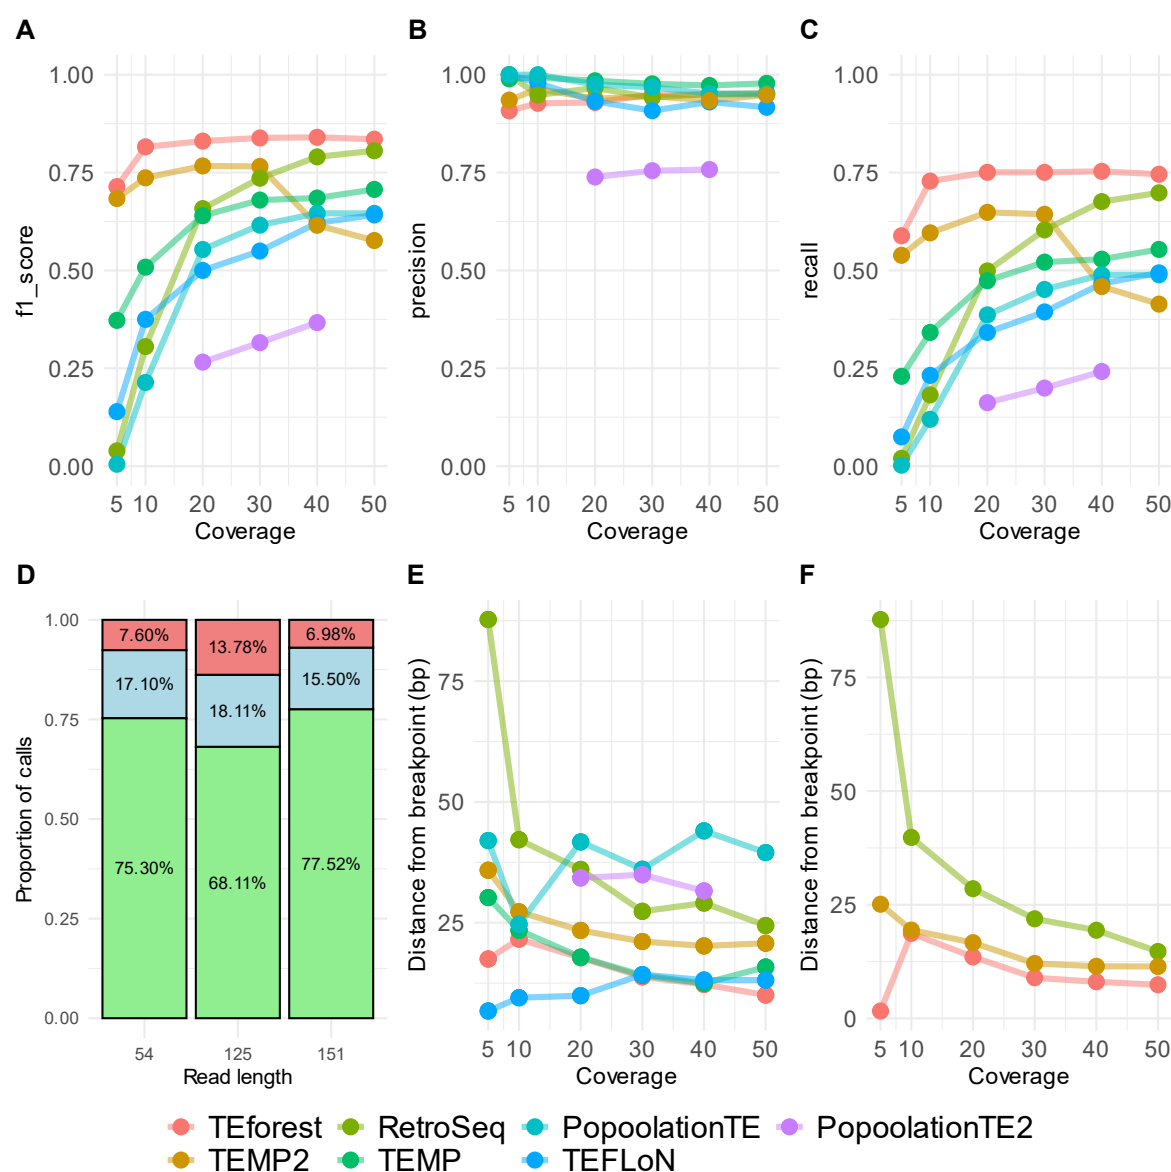 A
B
C
1.00
0.75
0.50
0.25
0.00
f1_score
5 10 20 30 40 50
Coverage
1.00
0.75
0.50
0.25
0.00
precision
5 10 20 30 40 50
Coverage
1.00
0.75
0.50
0.25
0.00
recall
5 10 20 30 40 50
Coverage
D
E
F
1.00
0.75
0.50
0.25
0.00
Proportion of calls
7.60%
17.10%
75.30%
13.78%
18.11%
68.11%
6.98%
15.50%
77.52%
54 125 151
Read length
75
50
25
Distance from breakpoint (bp)
5 10 20 30 40 50
Coverage
75
50
25
0
Distance from breakpoint (bp)
5 10 20 30 40 50
Coverage
TEforest RetroSeq PopoolationTE PopoolationTE2
TEMP2 TEMP TEFLoN